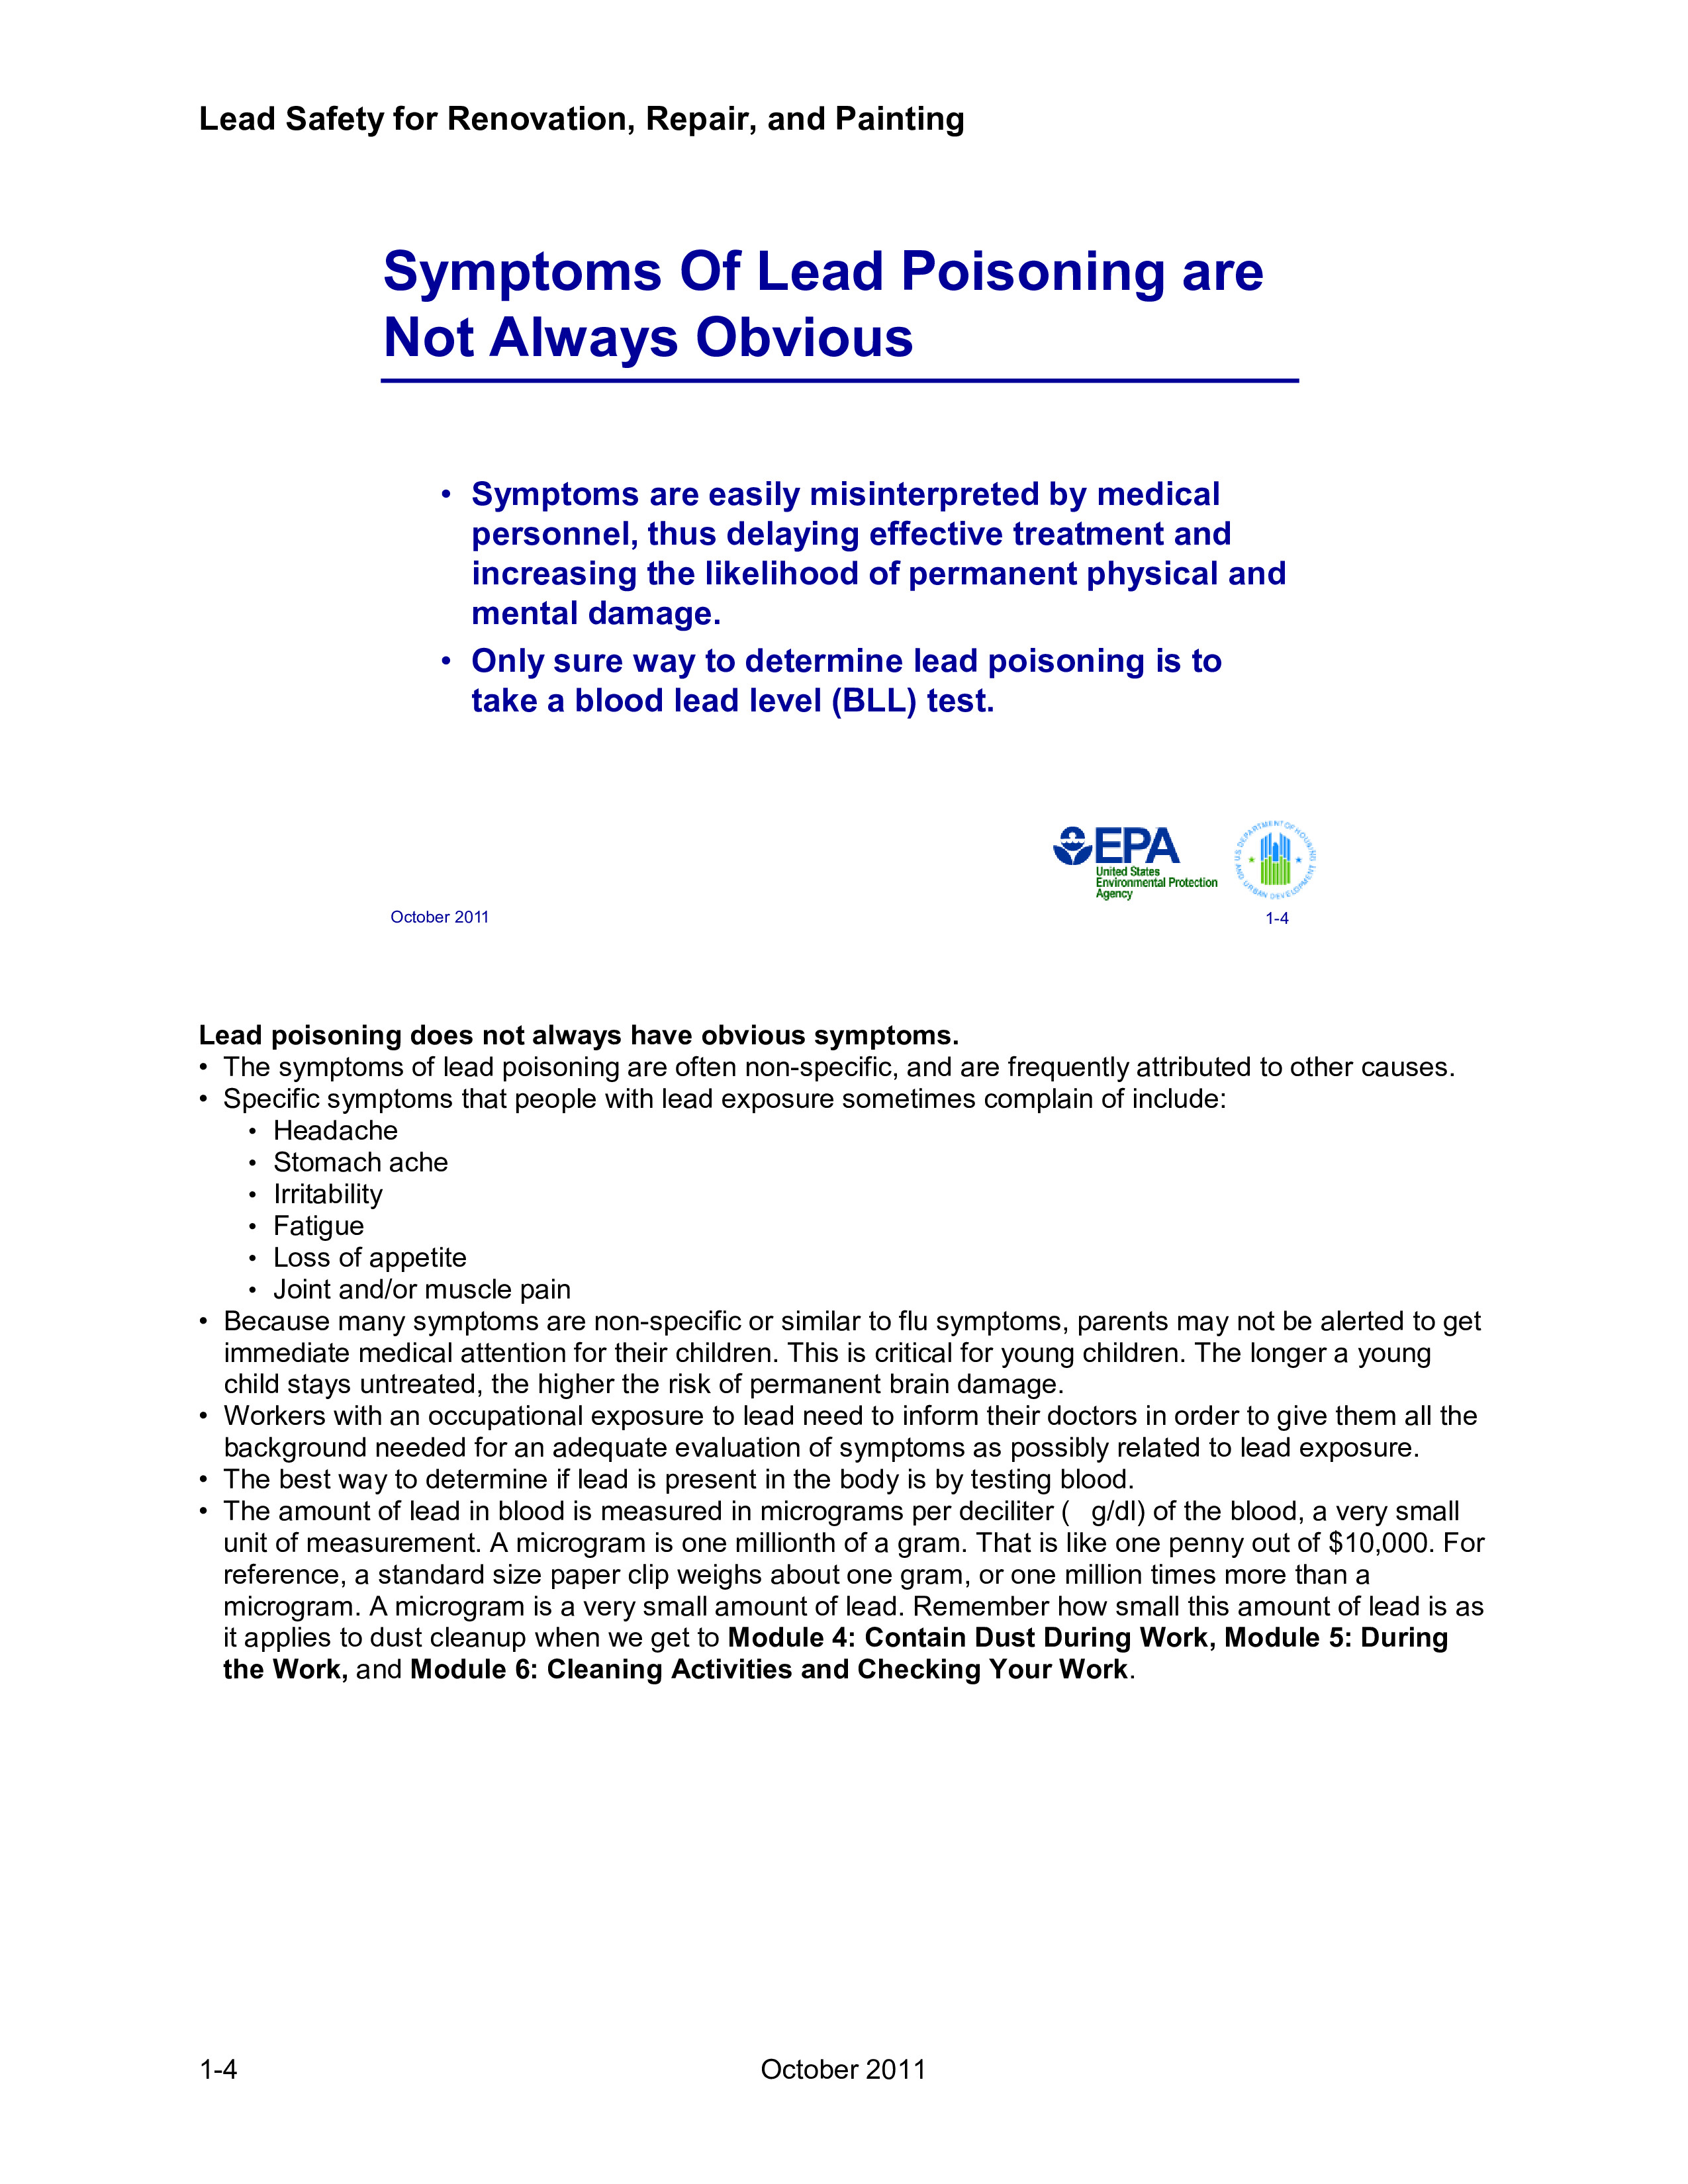 Lead Safety for Renovation, Repair, and Painting
Symptoms Of Lead Poisoning are
Not Always Obvious
• Symptoms are easily misinterpreted by medical
personnel, thus delaying effective treatment and
increasing the likelihood of permanent physical and
mental damage.
• Only sure way to determine lead poisoning is to
take a blood lead level (BLL) test.
EPA
United States
Environmental Protection
Agency
U.S. DEPARTMENT OF HOUSING AND URBAN DEVELOPMENT
October 2011
1-4
Lead poisoning does not always have obvious symptoms.
• The symptoms of lead poisoning are often non-specific, and are frequently attributed to other causes.
• Specific symptoms that people with lead exposure sometimes complain of include:
• Headache
• Stomach ache
• Irritability
• Fatigue
• Loss of appetite
• Joint and/or muscle pain
• Because many symptoms are non-specific or similar to flu symptoms, parents may not be alerted to get
immediate medical attention for their children. This is critical for young children. The longer a young
child stays untreated, the higher the risk of permanent brain damage.
• Workers with an occupational exposure to lead need to inform their doctors in order to give them all the
background needed for an adequate evaluation of symptoms as possibly related to lead exposure.
• The best way to determine if lead is present in the body is by testing blood.
• The amount of lead in blood is measured in micrograms per deciliter ( g/dl) of the blood, a very small
unit of measurement. A microgram is one millionth of a gram. That is like one penny out of $10,000. For
reference, a standard size paper clip weighs about one gram, or one million times more than a
microgram. A microgram is a very small amount of lead. Remember how small this amount of lead is as
it applies to dust cleanup when we get to Module 4: Contain Dust During Work, Module 5: During
the Work, and Module 6: Cleaning Activities and Checking Your Work.
1-4
October 2011